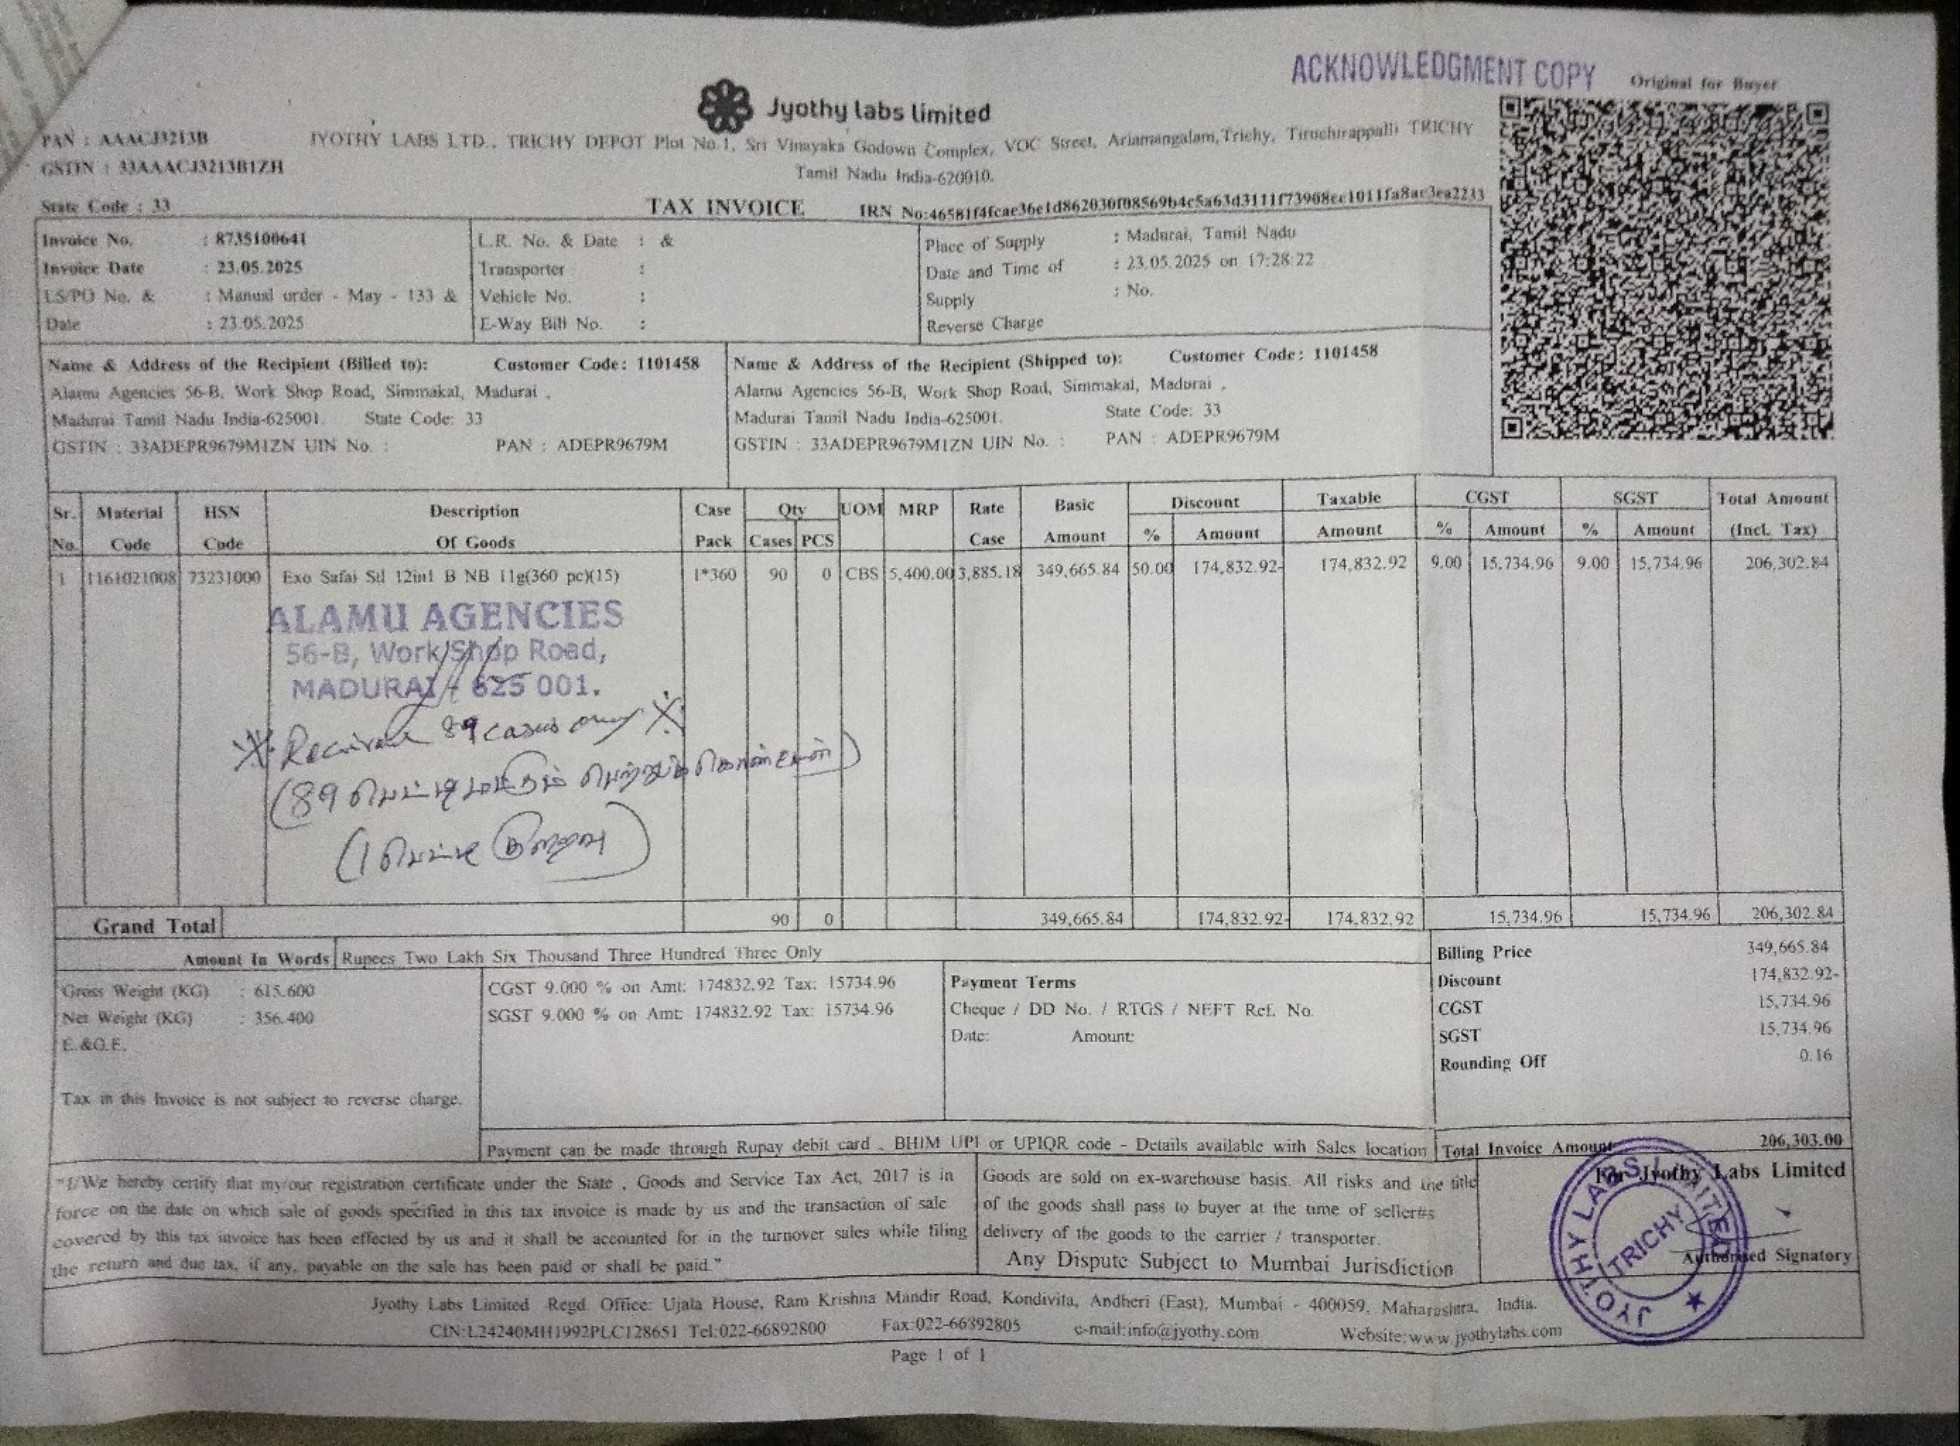 ACKNOWLEDGMENT COPY
Original for Buyer
Jyothy labs limited
PAN : AAACJ3213B
JYOTHY LABS LTD., TRICHY DEPOT Plot No.1, Sri Vinayaka Godown Complex, VOC Street, Ariamangalam,Trichy, Tiruchirappalli TRICHY
GSTIN : 33AAACJ3213B1ZH
Tamil Nadu India-620010.
State Code : 33
TAX INVOICE
IRN No:46581f4fcae36e1d862030f08569b4c5a63d3111f73908ec1011fa8ac3ea2233
Invoice No. : 8735100641
Invoice Date : 23.05.2025
LS/PO No. & : Manual order - May - 133 &
Date : 23.05.2025
L.R. No. & Date : &
Transporter :
Vehicle No. :
E-Way Bill No. :
Place of Supply : Madurai, Tamil Nadu
Date and Time of : 23.05.2025 on 17:28:22
Supply : No.
Reverse Charge
Name & Address of the Recipient (Billed to): Customer Code: 1101458
Alamu Agencies 56-B, Work Shop Road, Simmakal, Madurai ,
Madurai Tamil Nadu India-625001. State Code: 33
GSTIN : 33ADEPR9679M1ZN UIN No. : PAN : ADEPR9679M
Name & Address of the Recipient (Shipped to): Customer Code: 1101458
Alamu Agencies 56-B, Work Shop Road, Simmakal, Madurai ,
Madurai Tamil Nadu India-625001. State Code: 33
GSTIN : 33ADEPR9679M1ZN UIN No. : PAN : ADEPR9679M
Sr. Material HSN Description Case Qty UOM MRP Rate Basic Discount Taxable CGST SGST Total Amount
No. Code Code Of Goods Pack Cases PCS Case Amount % Amount Amount % Amount % Amount (Incl. Tax)
1 1161021008 73231000 Exo Safai Stl 12in1 B NB 11g(360 pc)(15) 1*360 90 0 CBS 5,400.00 3,885.18 349,665.84 50.00 174,832.92- 174,832.92 9.00 15,734.96 9.00 15,734.96 206,302.84
ALAMU AGENCIES
56-B, Work Shop Road,
MADURAI - 625 001.
Received 89 cases only
(89 பெட்டி மட்டும் பெற்றுக் கொண்டேன்)
(1 பெட்டி குறைவு)
Grand Total 90 0 349,665.84 174,832.92- 174,832.92 15,734.96 15,734.96 206,302.84
Amount In Words Rupees Two Lakh Six Thousand Three Hundred Three Only
Gross Weight (KG) : 615.600
Net Weight (KG) : 356.400
E.&O.E.
Tax in this Invoice is not subject to reverse charge.
CGST 9.000 % on Amt: 174832.92 Tax: 15734.96
SGST 9.000 % on Amt: 174832.92 Tax: 15734.96
Payment Terms
Cheque / DD No. / RTGS / NEFT Ref. No.
Date: Amount:
Billing Price 349,665.84
Discount 174,832.92-
CGST 15,734.96
SGST 15,734.96
Rounding Off 0.16
Payment can be made through Rupay debit card , BHIM UPI or UPIQR code - Details available with Sales location
Total Invoice Amount 206,303.00
"I/We hereby certify that my/our registration certificate under the State , Goods and Service Tax Act, 2017 is in
force on the date on which sale of goods specified in this tax invoice is made by us and the transaction of sale
covered by this tax invoice has been effected by us and it shall be accounted for in the turnover sales while filing
the return and due tax, if any, payable on the sale has been paid or shall be paid."
Goods are sold on ex-warehouse basis. All risks and the title
of the goods shall pass to buyer at the time of seller#s
delivery of the goods to the carrier / transporter.
Any Dispute Subject to Mumbai Jurisdiction
For Jyothy Labs Limited
JYOTHY LABS LIMITED
TRICHY
Authorised Signatory
Jyothy Labs Limited Regd. Office: Ujala House, Ram Krishna Mandir Road, Kondivita, Andheri (East), Mumbai - 400059, Maharashtra, India.
CIN:L24240MH1992PLC128651 Tel:022-66892800 Fax:022-66892805 e-mail:info@jyothy.com Website:www.jyothylabs.com
Page 1 of 1